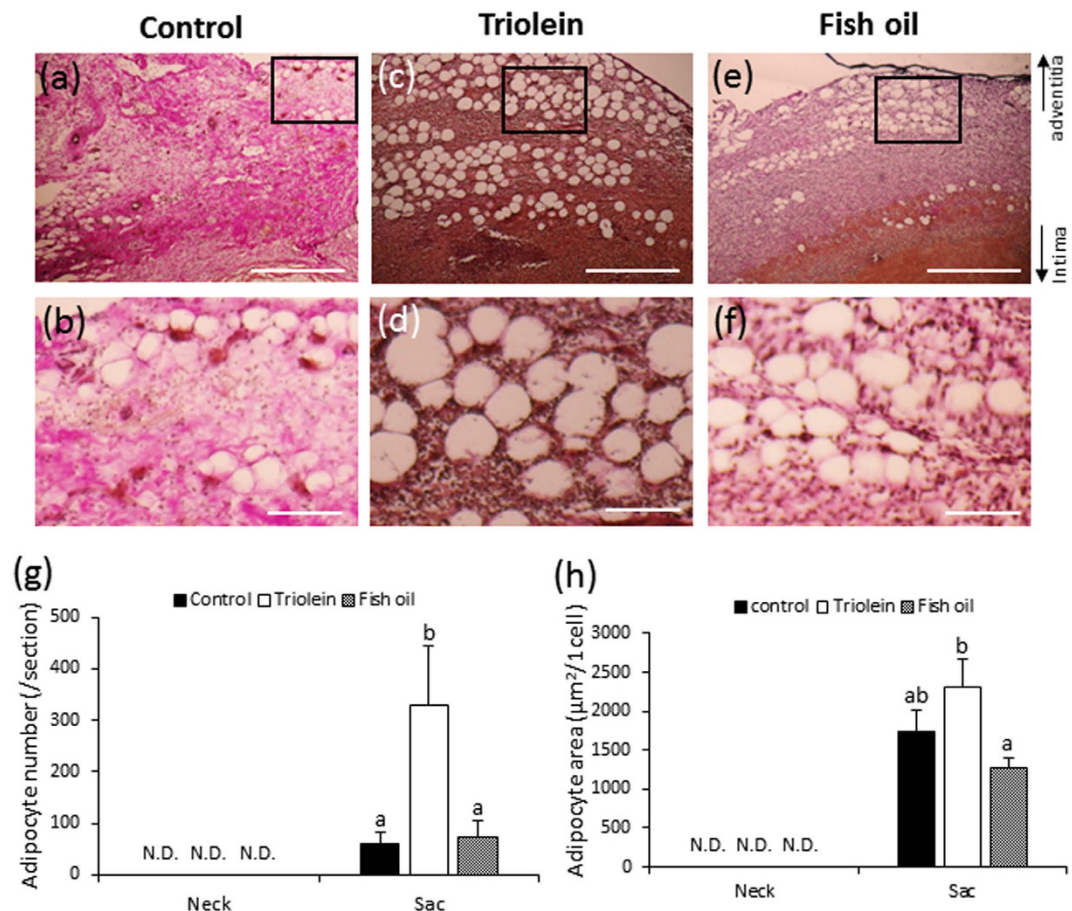 Control
Triolein
Fish oil
(a)
(c)
(e)
Adventitia
Intima
(b)
(d)
(f)
(g)
Control Triolein Fish oil
Adipocyte number (/section)
500
400
300
200
100
0
N.D. N.D. N.D.
a
b
a
Neck
Sac
(h)
control Triolein Fish oil
Adipocyte area (µm²/1cell)
3000
2500
2000
1500
1000
500
0
N.D. N.D. N.D.
ab
b
a
Neck
Sac